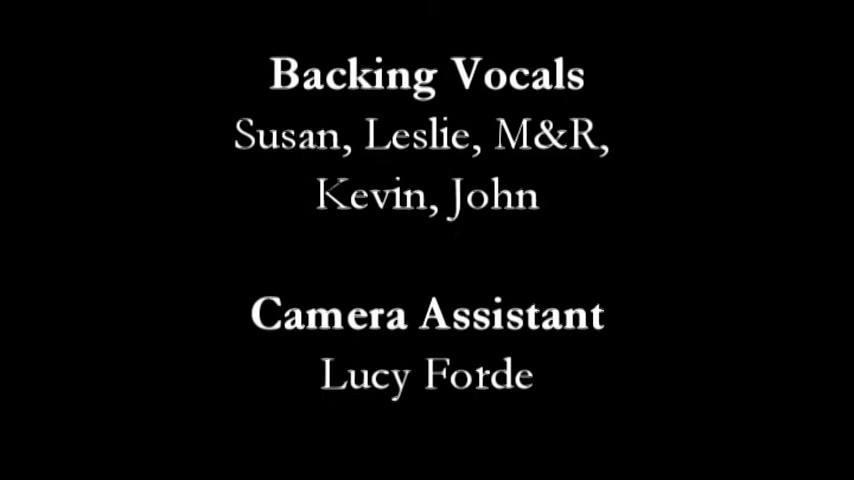 Backing Vocals
Susan, Leslie, M&R,
Kevin, John
Camera Assistant
Lucy Forde